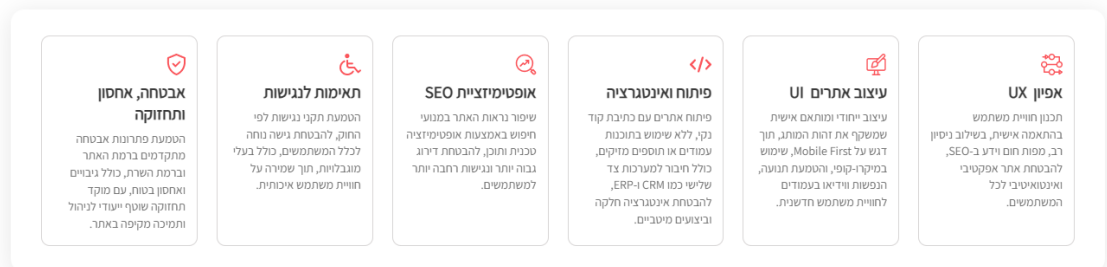 אפיון UX
תכנון חוויית משתמש
בהתאמה אישית, בשילוב ניסיון
רב, מפות חום וידע ב-SEO,
להבטחת אתר אפקטיבי
ואינטואיטיבי לכל
המשתמשים.
עיצוב אתרים UI
עיצוב ייחודי ומותאם אישית
שמשקף את זהות המותג, תוך
דגש על Mobile First, שימוש
במיקרו-קופי, והטמעת תנועה,
הנפשות ווידיאו בעמודים
לחוויית משתמש חדשנית.
פיתוח ואינטגרציה
פיתוח אתרים עם כתיבת קוד
נקי, ללא שימוש בתוכנות
עמודים או תוספים מזיקים,
כולל חיבור למערכות צד
שלישי כמו CRM ו-ERP,
להבטחת אינטגרציה חלקה
וביצועים מיטביים.
אופטימיזציית SEO
שיפור נראות האתר במנועי
חיפוש באמצעות אופטימיזציה
טכנית ותוכן, להבטחת דירוג
גבוה יותר ונגישות רחבה יותר
למשתמשים.
תאימות לנגישות
הטמעת תקני נגישות לפי
החוק, להבטחת גישה נוחה
לכלל המשתמשים, כולל בעלי
מוגבלויות, תוך שמירה על
חוויית משתמש איכותית.
אבטחה, אחסון
ותחזוקה
הטמעת פתרונות אבטחה
מתקדמים ברמת האתר
וברמת השרת, כולל גיבויים
ואחסון בטוח, עם מוקד
תחזוקה שוטף ייעודי לניהול
ותמיכה מקיפה באתר.